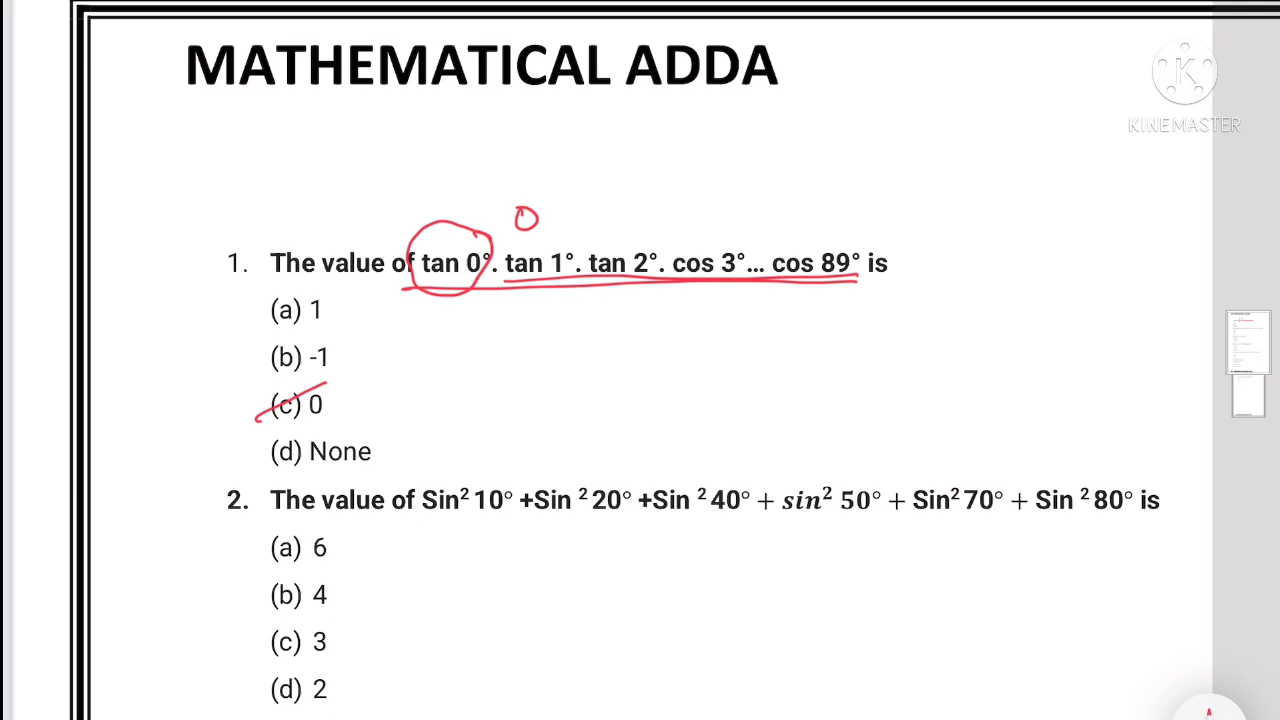 MATHEMATICAL ADDA
KINEMASTER
0
1. The value of tan 0°. tan 1°. tan 2°. cos 3°... cos 89° is
(a) 1
(b) -1
(c) 0
(d) None
2. The value of Sin² 10° +Sin ² 20° +Sin ² 40° + sin² 50° + Sin² 70° + Sin ² 80° is
(a) 6
(b) 4
(c) 3
(d) 2